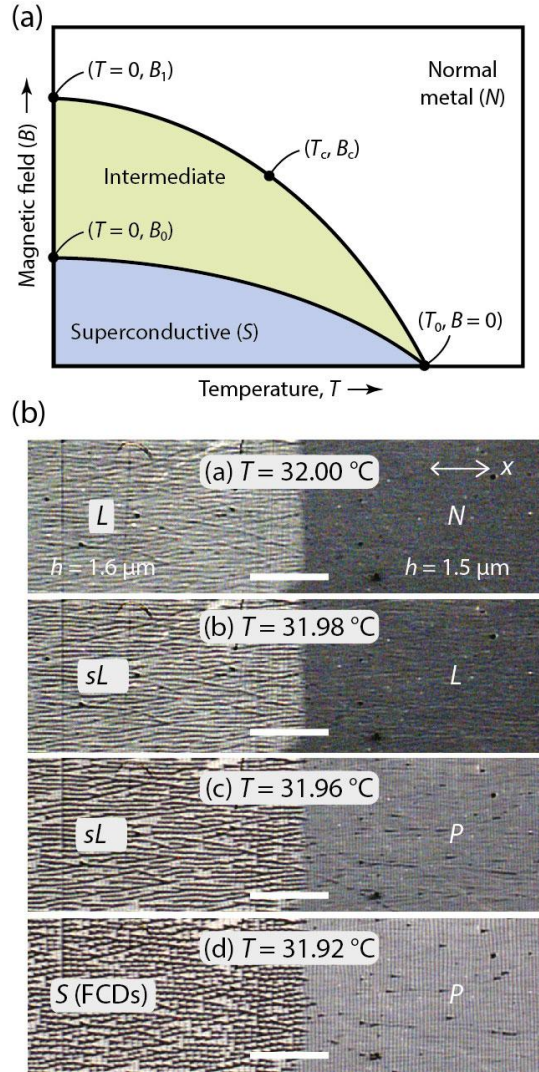 (a)
(T = 0, B₁)
Normal
metal (N)
(Tc, Bc)
Intermediate
(T = 0, B₀)
Magnetic field (B) →
(T₀, B = 0)
Superconductive (S)
Temperature, T →
(b)
(a) T = 32.00 °C
x
L
N
h = 1.6 μm
h = 1.5 μm
(b) T = 31.98 °C
sL
L
(c) T = 31.96 °C
sL
P
(d) T = 31.92 °C
S (FCDs)
P